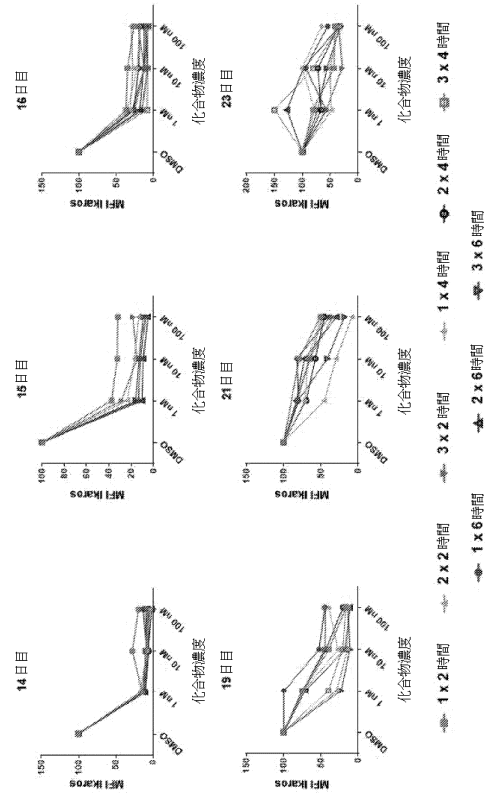 14日目
MFI Ikaros
150
100
50
0
DMSO
1 nM
10 nM
100 nM
化合物濃度
15日目
MFI Ikaros
100
80
60
40
20
0
DMSO
1 nM
10 nM
100 nM
化合物濃度
16日目
MFI Ikaros
150
100
50
0
DMSO
1 nM
10 nM
100 nM
化合物濃度
19日目
MFI Ikaros
150
100
50
0
DMSO
1 nM
10 nM
100 nM
化合物濃度
21日目
MFI Ikaros
150
100
50
0
DMSO
1 nM
10 nM
100 nM
化合物濃度
23日目
MFI Ikaros
200
150
100
50
0
DMSO
1 nM
10 nM
100 nM
化合物濃度
1 x 2時間
2 x 2時間
3 x 2時間
1 x 4時間
2 x 4時間
3 x 4時間
1 x 6時間
2 x 6時間
3 x 6時間